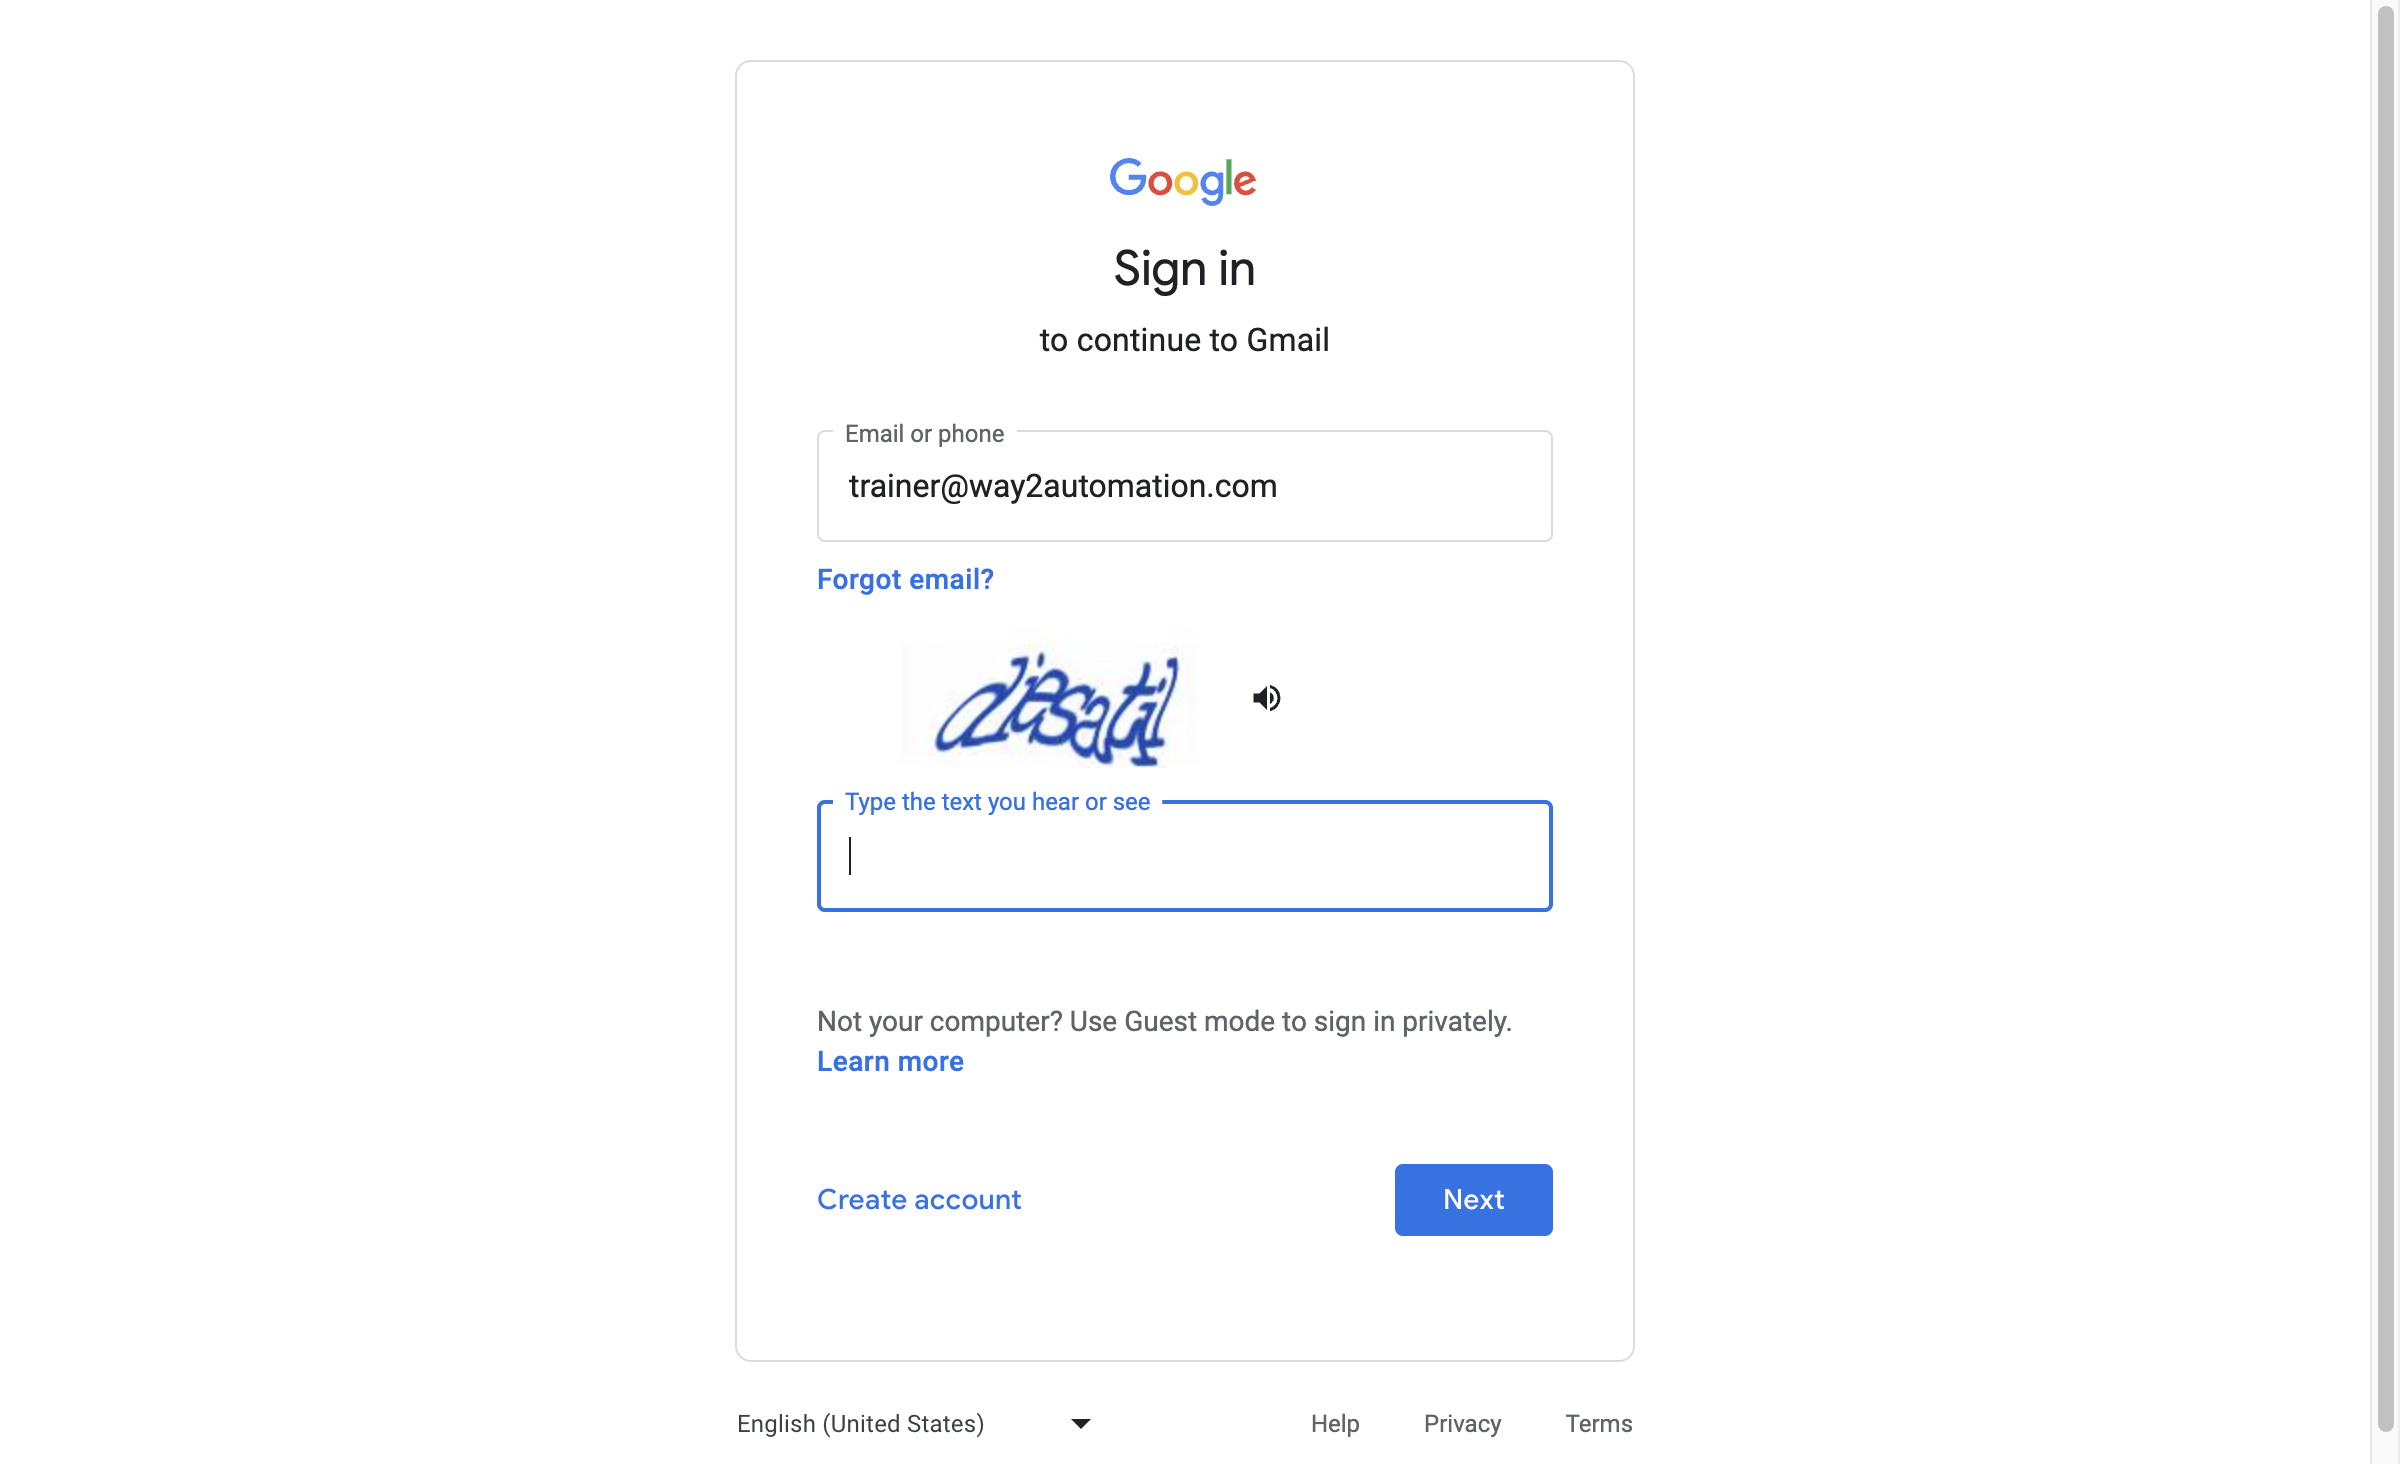 Google
Sign in
to continue to Gmail
Email or phone
trainer@way2automation.com
Forgot email?
Type the text you hear or see
Not your computer? Use Guest mode to sign in privately.
Learn more
Create account
Next
English (United States)
Help
Privacy
Terms